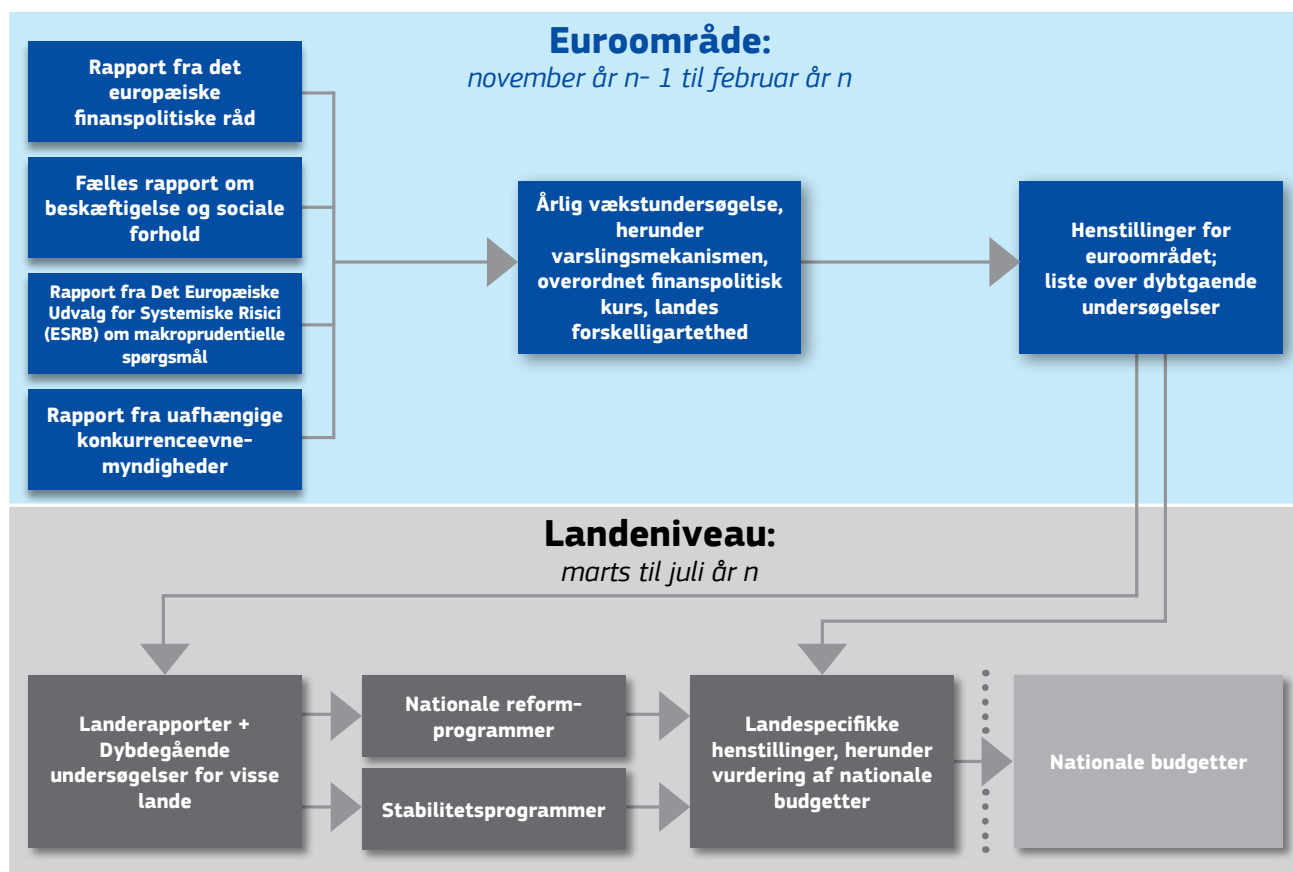 Euroområde:
november år n- 1 til februar år n
Rapport fra det
europæiske
finanspolitiske råd
Fælles rapport om
beskæftigelse og sociale
forhold
Rapport fra Det Europæiske
Udvalg for Systemiske Risici
(ESRB) om makroprudentielle
spørgsmål
Rapport fra uafhængige
konkurrenceevne-
myndigheder
Årlig vækstundersøgelse,
herunder
varslingsmekanismen,
overordnet finanspolitisk
kurs, landes
forskelligartethed
Henstillinger for
euroområdet;
liste over dybtgaende
undersøgelser
Landeniveau:
marts til juli år n
Landerapporter +
Dybdegående
undersøgelser for visse
lande
Nationale reform-
programmer
Stabilitetsprogrammer
Landespecifikke
henstillinger, herunder
vurdering af nationale
budgetter
Nationale budgetter